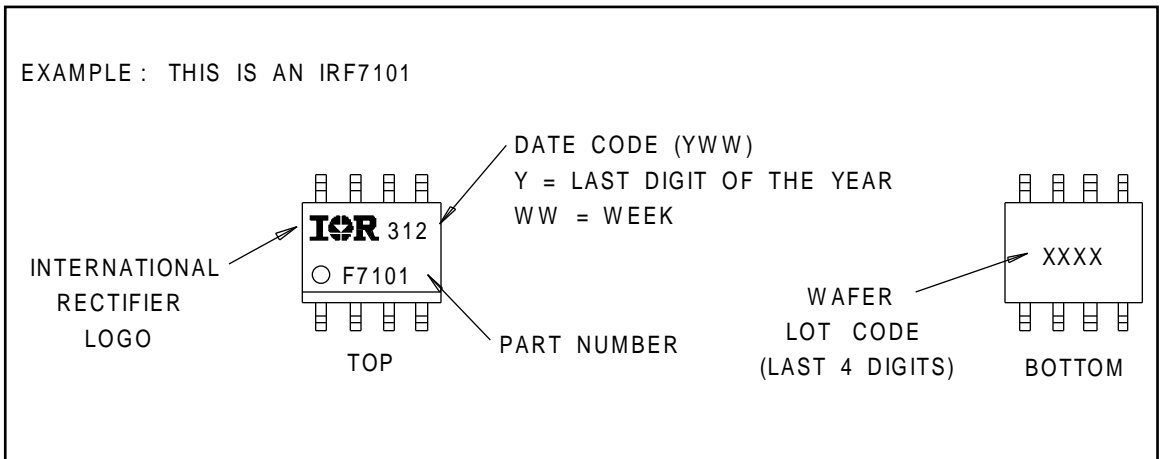 EXAMPLE : THIS IS AN IRF7101
DATE CODE (YWW)
Y = LAST DIGIT OF THE YEAR
WW = WEEK
IOR 312
F7101
INTERNATIONAL
RECTIFIER
LOGO
TOP
PART NUMBER
XXXX
WAFER
LOT CODE
(LAST 4 DIGITS)
BOTTOM